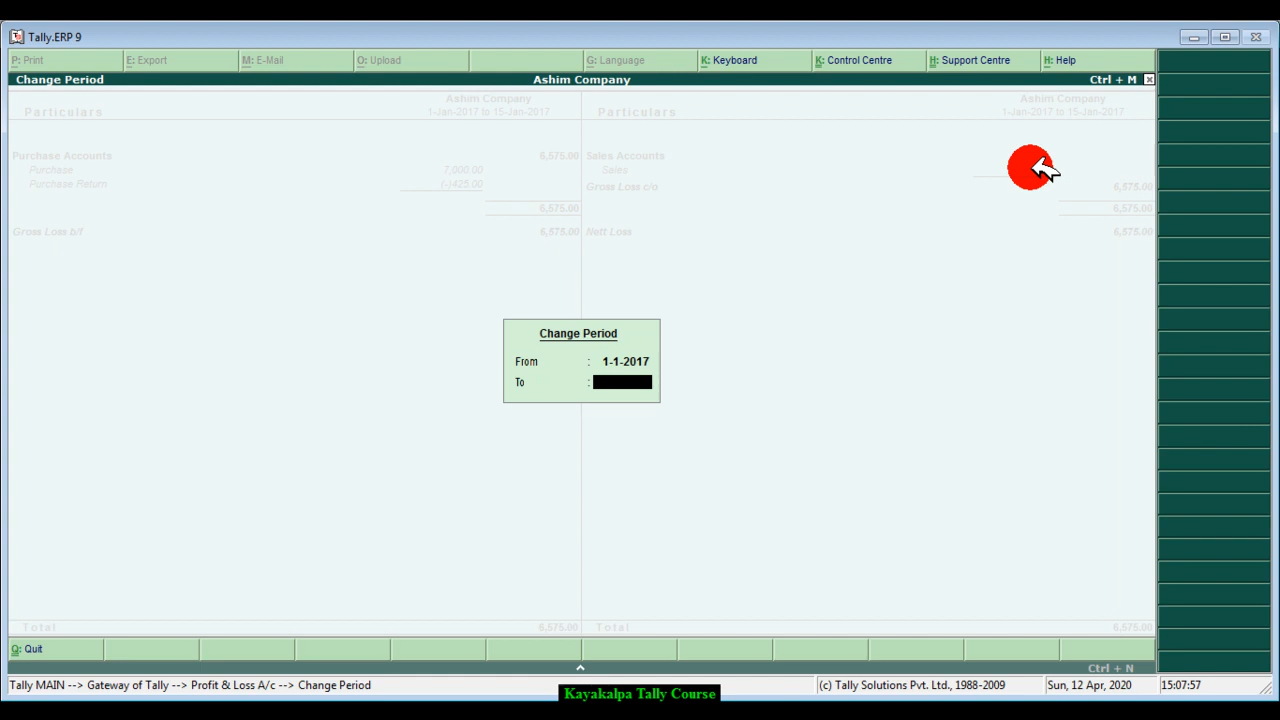 Tally.ERP 9
P: Print E: Export M: E-Mail O: Upload G: Language K: Keyboard K: Control Centre H: Support Centre H: Help
Change Period Ashim Company Ctrl + M
Particulars Ashim Company Particulars Ashim Company
1-Jan-2017 to 15-Jan-2017 1-Jan-2017 to 15-Jan-2017
Purchase Accounts 6,575.00 Sales Accounts
Purchase 7,000.00 Sales
Purchase Return (-)425.00 Gross Loss c/o 6,575.00
6,575.00 6,575.00
Gross Loss b/f 6,575.00 Nett Loss 6,575.00
Change Period
From : 1-1-2017
To :
Total 6,575.00 Total 6,575.00
Q: Quit
Ctrl + N
Tally MAIN --> Gateway of Tally --> Profit & Loss A/c --> Change Period (c) Tally Solutions Pvt. Ltd., 1988-2009 Sun, 12 Apr, 2020 15:07:57
Kayakalpa Tally Course